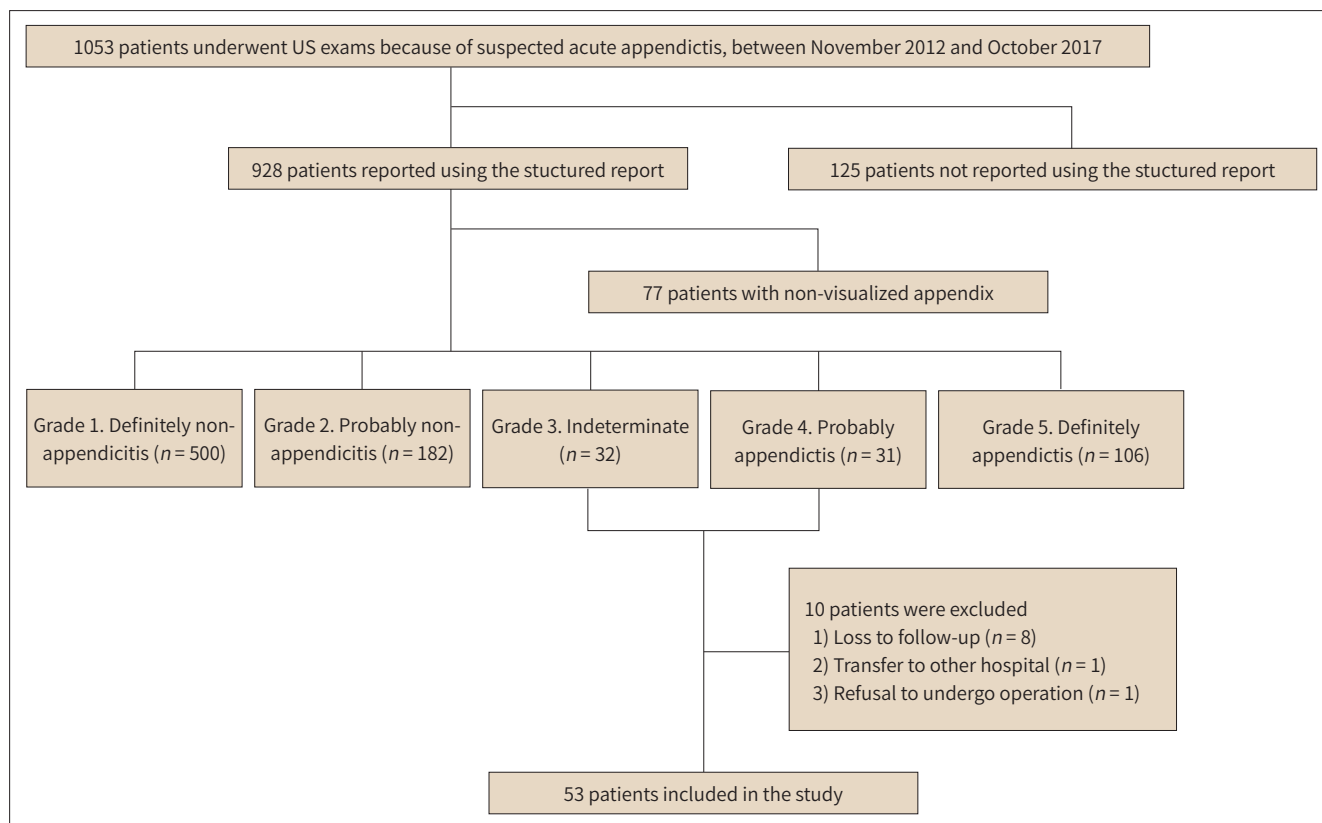 1053 patients underwent US exams because of suspected acute appendictis, between November 2012 and October 2017
928 patients reported using the stuctured report
125 patients not reported using the stuctured report
77 patients with non-visualized appendix
Grade 1. Definitely non-
appendicitis (n = 500)
Grade 2. Probably non-
appendicitis (n = 182)
Grade 3. Indeterminate
(n = 32)
Grade 4. Probably
appendictis (n = 31)
Grade 5. Definitely
appendictis (n = 106)
10 patients were excluded
1) Loss to follow-up (n = 8)
2) Transfer to other hospital (n = 1)
3) Refusal to undergo operation (n = 1)
53 patients included in the study